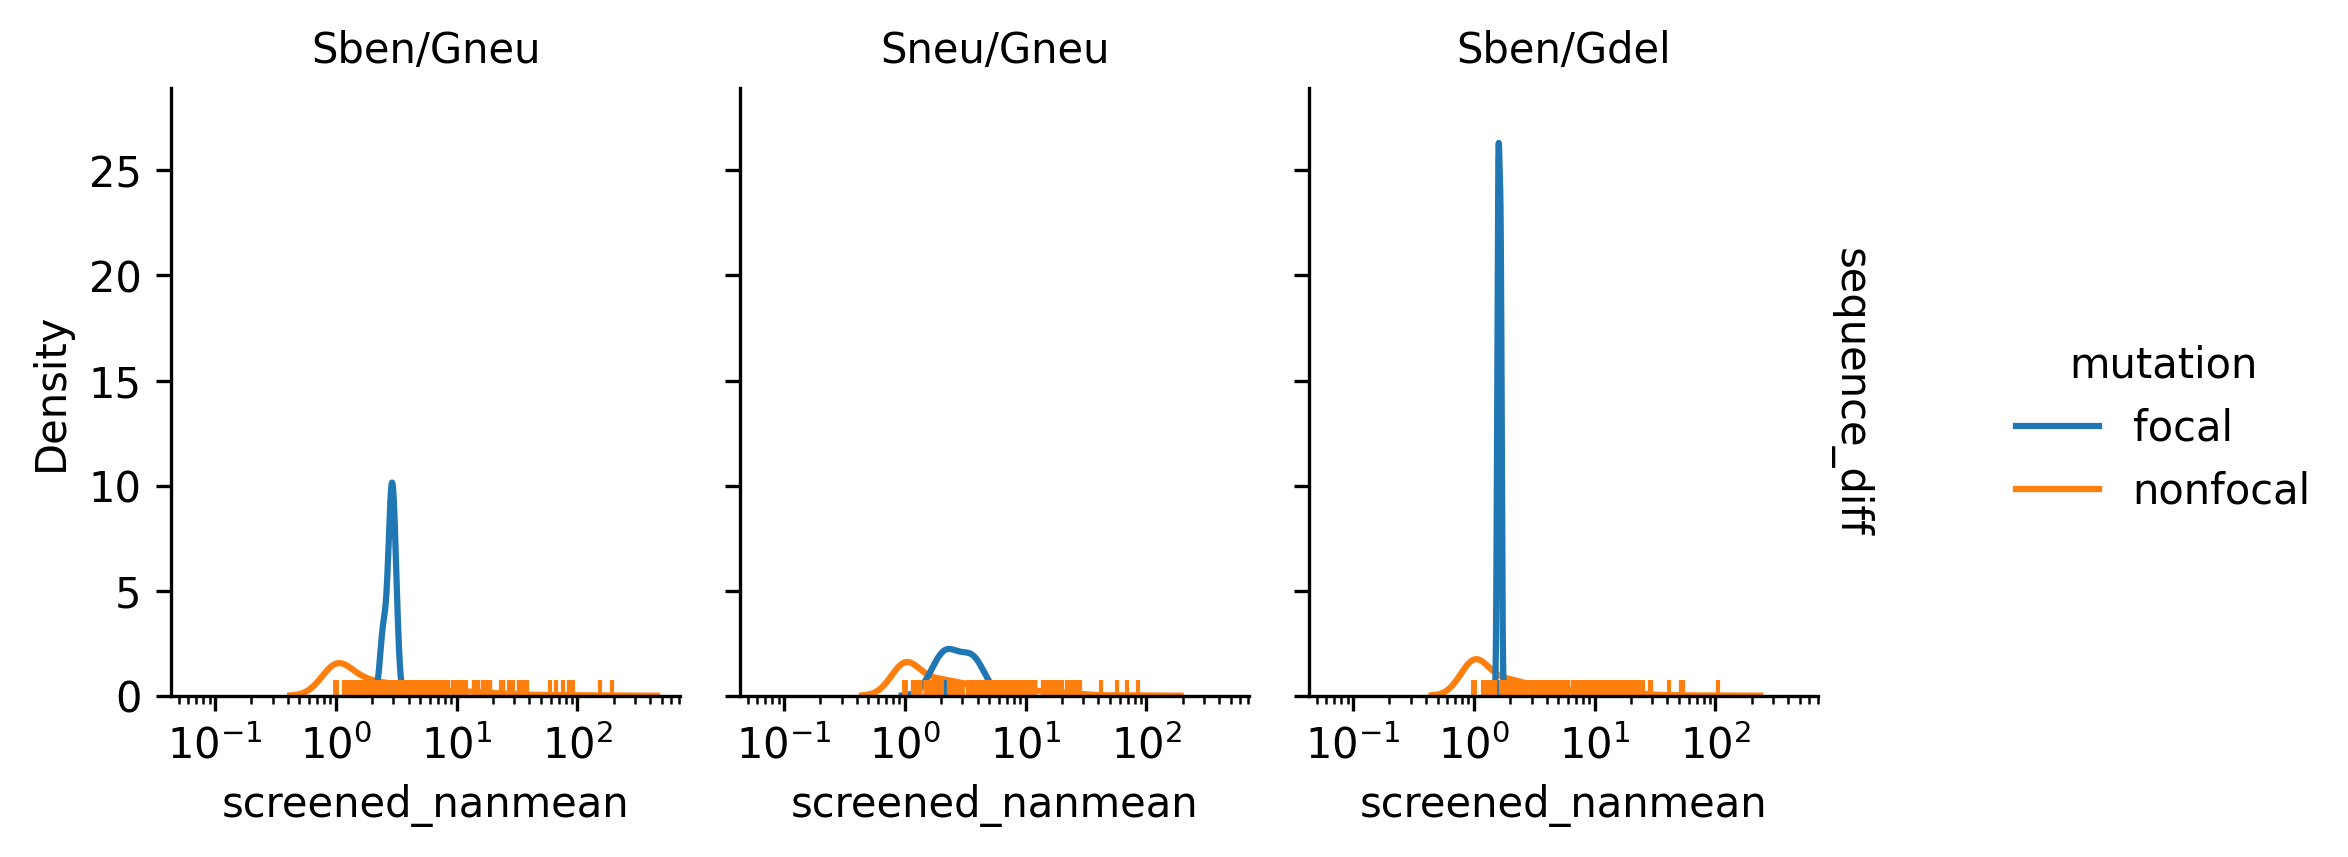 Sben/Gneu
Sneu/Gneu
Sben/Gdel
Density
25
20
15
10
5
0
10⁻¹ 10⁰ 10¹ 10²
10⁻¹ 10⁰ 10¹ 10²
10⁻¹ 10⁰ 10¹ 10²
screened_nanmean
screened_nanmean
screened_nanmean
sequence_diff
mutation
focal
nonfocal